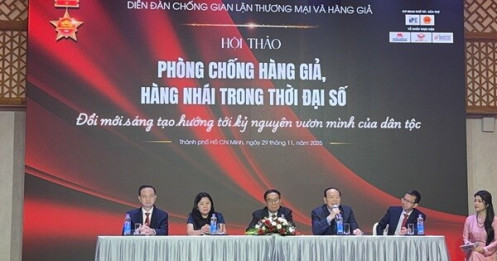 DIỄN ĐÀN CHỐNG GIAN LẬN THƯƠNG MẠI VÀ HÀNG GIẢ
HỘI THẢO
PHÒNG CHỐNG HÀNG GIẢ,
HÀNG NHÁI TRONG THỜI ĐẠI SỐ
Đổi mới sáng tạo hướng tới kỷ nguyên vươn mình của dân tộc
Thành phố Hồ Chí Minh, ngày 29 tháng 11, năm 2025